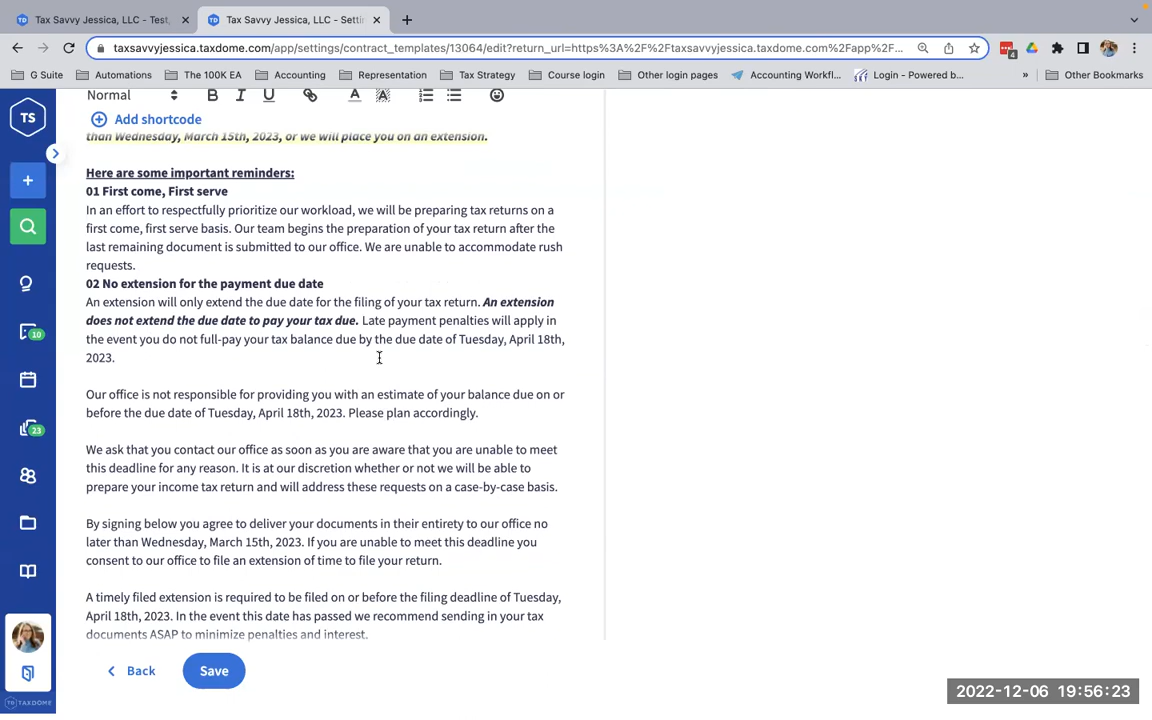 Tax Savvy Jessica, LLC - Test,
Tax Savvy Jessica, LLC - Settin
taxsavvyjessica.taxdome.com/app/settings/contract_templates/13064/edit?return_url=https%3A%2F%2Ftaxsavvyjessica.taxdome.com%2Fapp%2F...
4
G Suite
Automations
The 100K EA
Accounting
Representation
Tax Strategy
Course login
Other login pages
Accounting Workfl...
Login - Powered b...
»
Other Bookmarks
TS
Normal
B
I
U
A
A
Add shortcode
than Wednesday, March 15th, 2023, or we will place you on an extension.
Here are some important reminders:
01 First come, First serve
In an effort to respectfully prioritize our workload, we will be preparing tax returns on a
first come, first serve basis. Our team begins the preparation of your tax return after the
last remaining document is submitted to our office. We are unable to accommodate rush
requests.
02 No extension for the payment due date
An extension will only extend the due date for the filing of your tax return. An extension
does not extend the due date to pay your tax due. Late payment penalties will apply in
the event you do not full-pay your tax balance due by the due date of Tuesday, April 18th,
2023.
Our office is not responsible for providing you with an estimate of your balance due on or
before the due date of Tuesday, April 18th, 2023. Please plan accordingly.
We ask that you contact our office as soon as you are aware that you are unable to meet
this deadline for any reason. It is at our discretion whether or not we will be able to
prepare your income tax return and will address these requests on a case-by-case basis.
By signing below you agree to deliver your documents in their entirety to our office no
later than Wednesday, March 15th, 2023. If you are unable to meet this deadline you
consent to our office to file an extension of time to file your return.
A timely filed extension is required to be filed on or before the filing deadline of Tuesday,
April 18th, 2023. In the event this date has passed we recommend sending in your tax
documents ASAP to minimize penalties and interest.
10
23
Back
Save
TAXDOME
2022-12-06 19:56:23